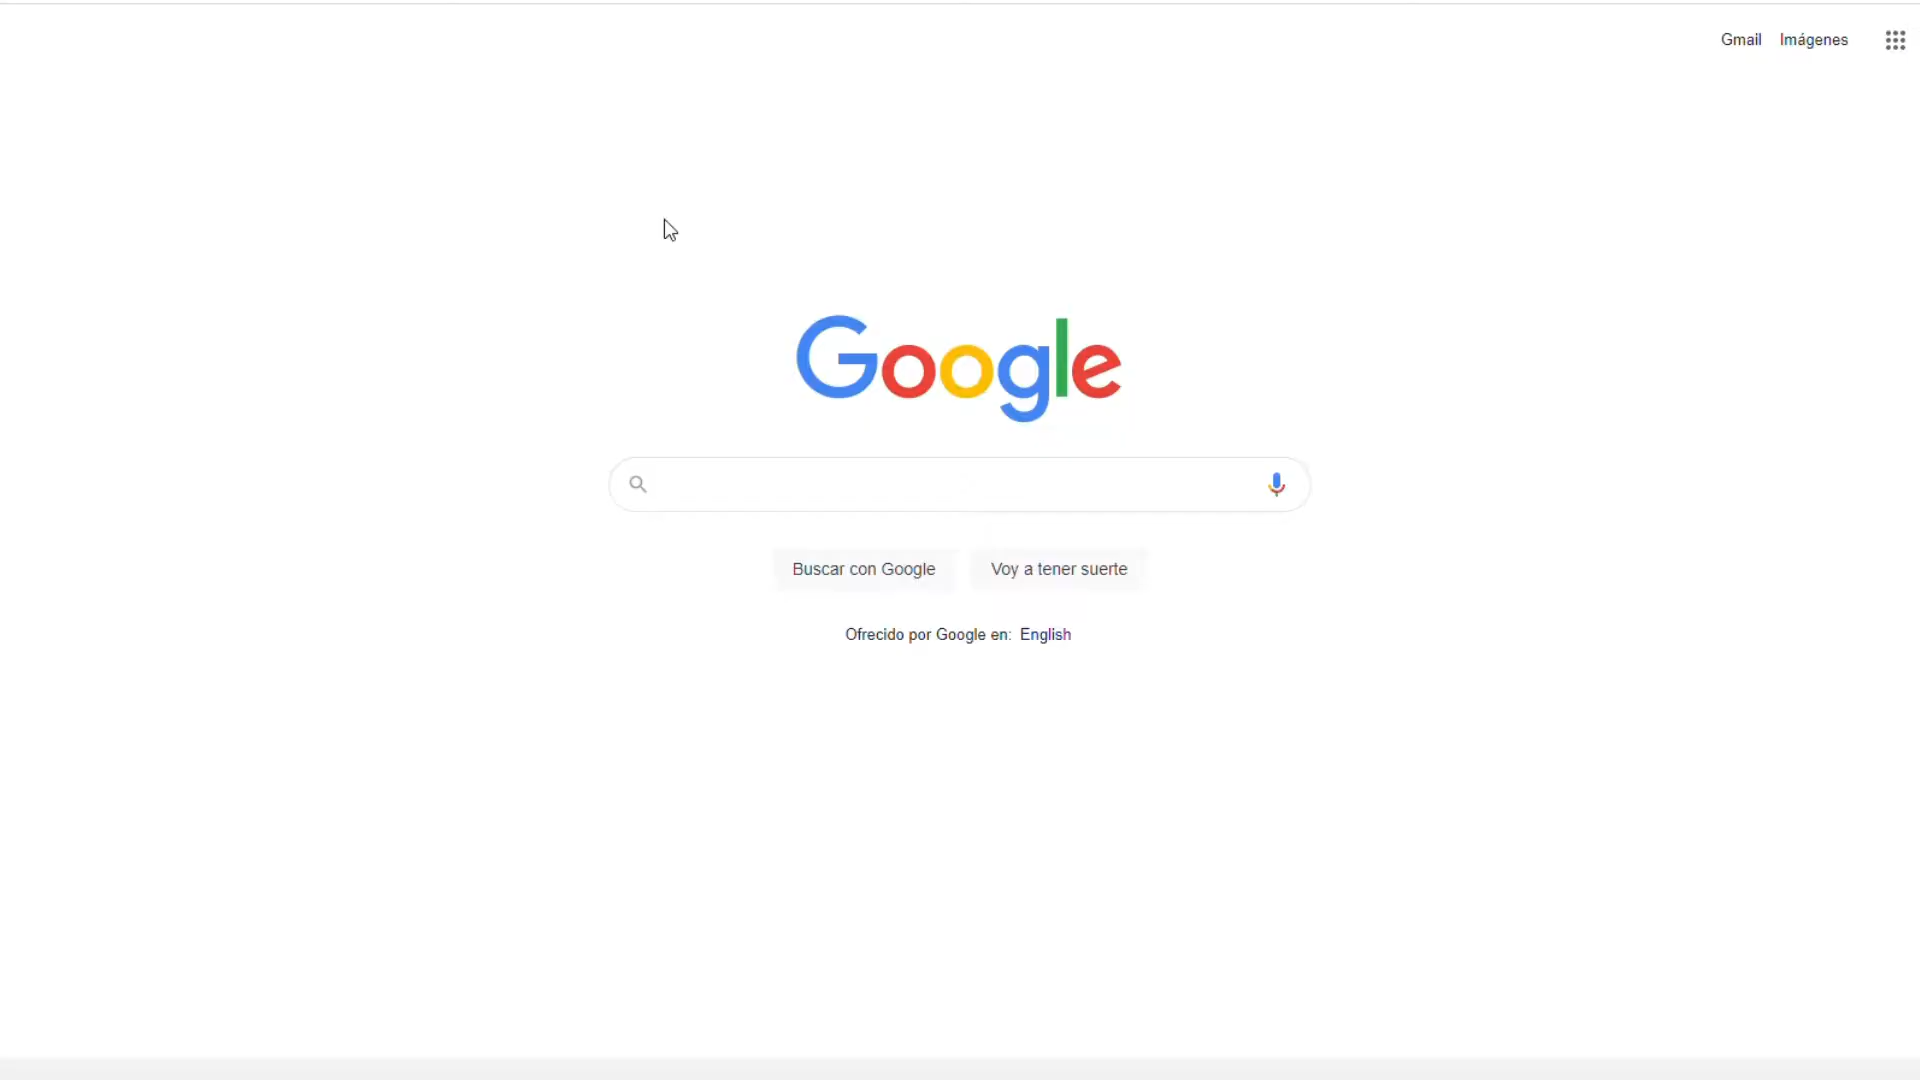 Gmail Imágenes
Google
Buscar con Google Voy a tener suerte
Ofrecido por Google en: English